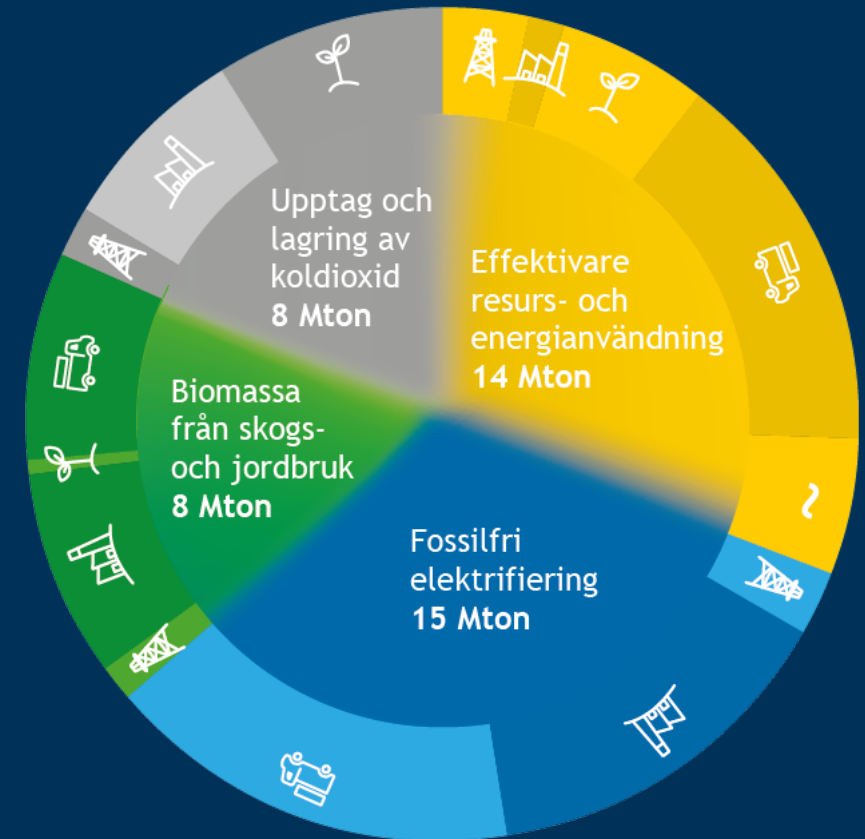 Upptag och
lagring av
koldioxid
8 Mton
Effektivare
resurs- och
energianvändning
14 Mton
Biomassa
från skogs-
och jordbruk
8 Mton
Fossilfri
elektrifiering
15 Mton